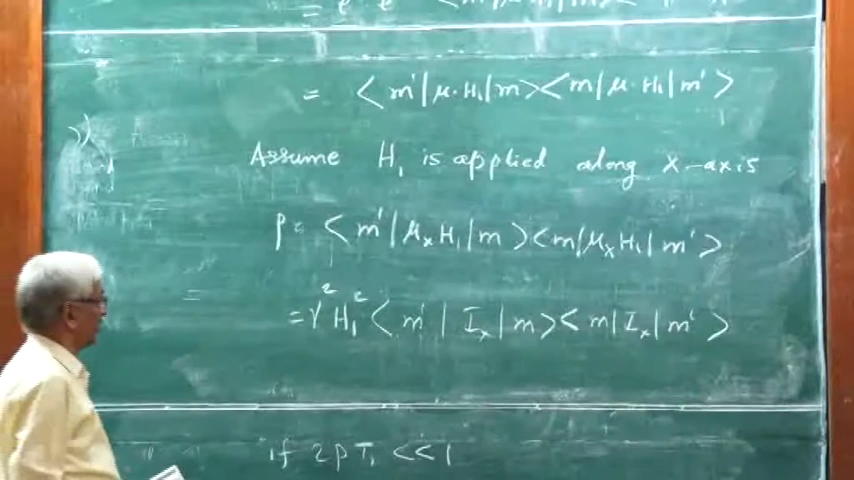 = <m'|μ·H₁|m><m|μ·H₁|m'>
Assume H₁ is applied along x-axis
p = <m'|μₓH₁|m><m|μₓH₁|m'>
= γ²H₁²<m'|Iₓ|m><m|Iₓ|m'>
if 2pT₁ << 1